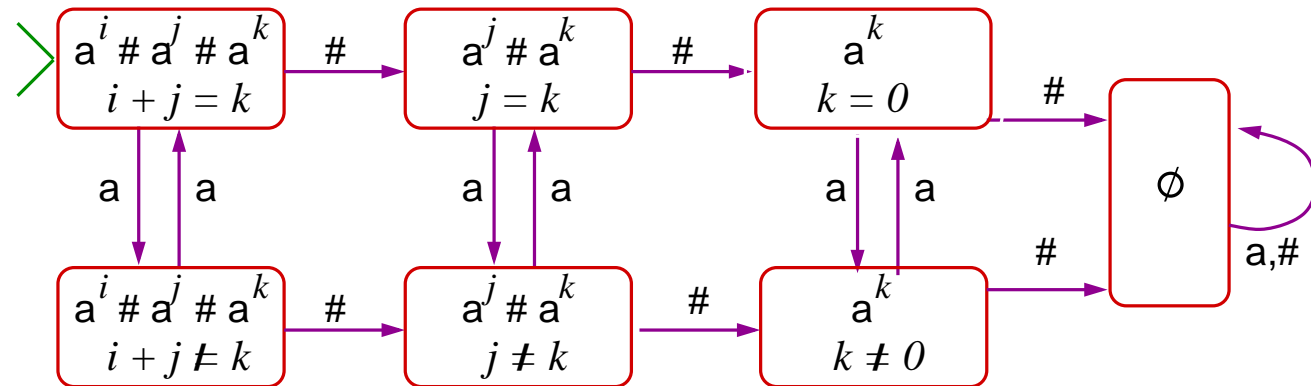 a^i # a^j # a^k
i + j = k
#
a^j # a^k
j = k
#
a^k
k = 0
#
a
a
a
a
a
a
∅
a,#
a^i # a^j # a^k
i + j ≠ k
#
a^j # a^k
j ≠ k
#
a^k
k ≠ 0
#